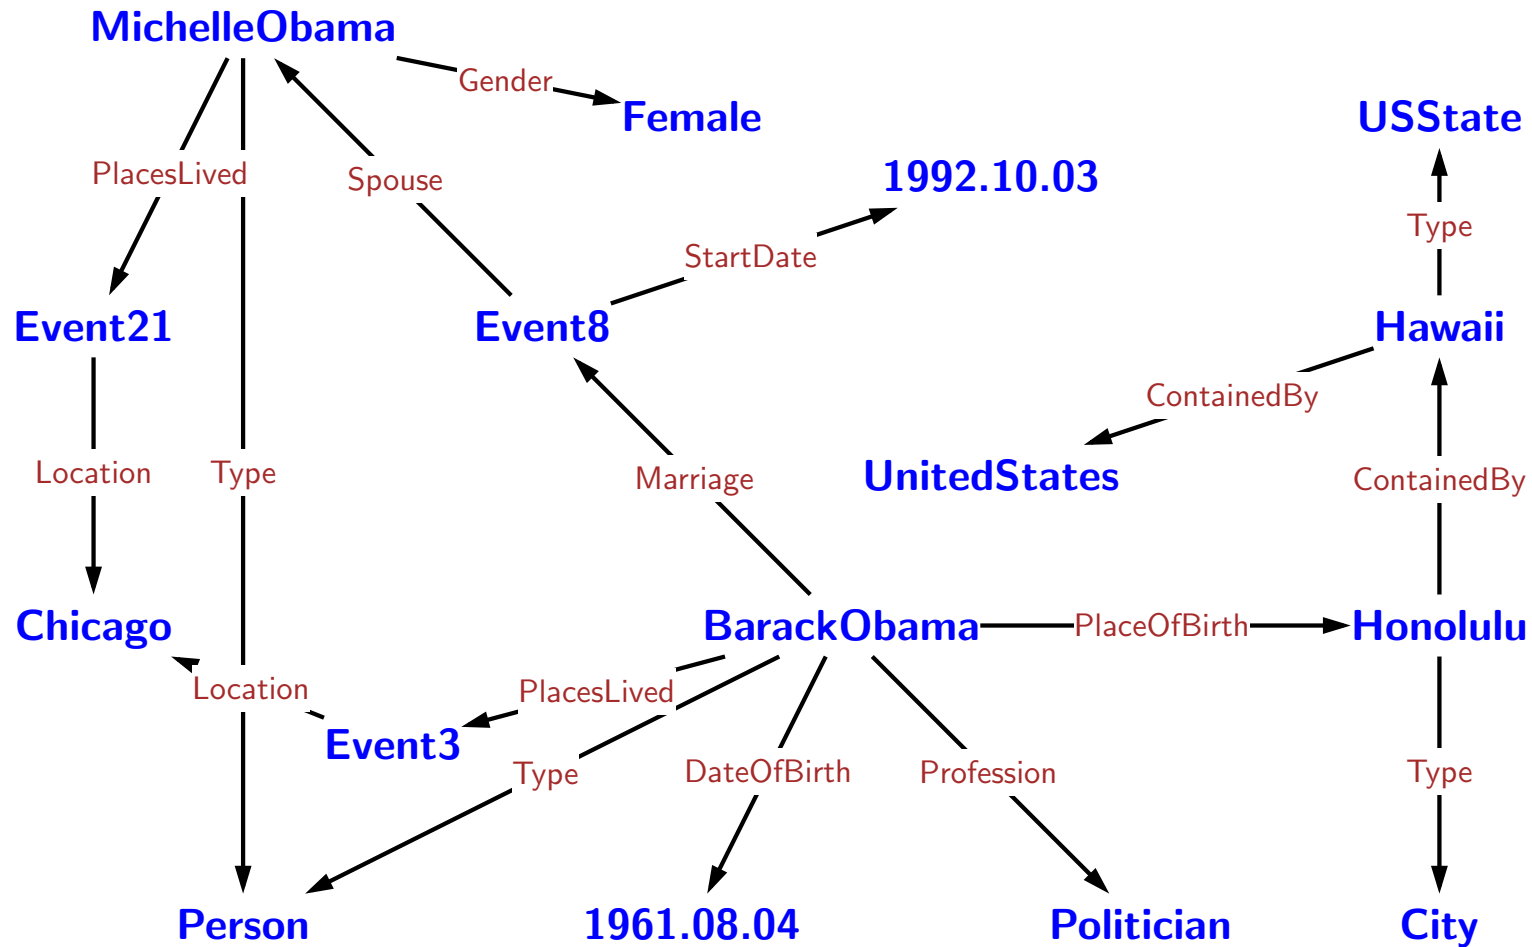 MichelleObama
Gender
Female
USState
PlacesLived
Spouse
1992.10.03
Type
StartDate
Event21
Event8
Hawaii
ContainedBy
Location
Type
Marriage
UnitedStates
ContainedBy
Chicago
BarackObama
PlaceOfBirth
Honolulu
Location
PlacesLived
Event3
Type
DateOfBirth
Profession
Type
Person
1961.08.04
Politician
City